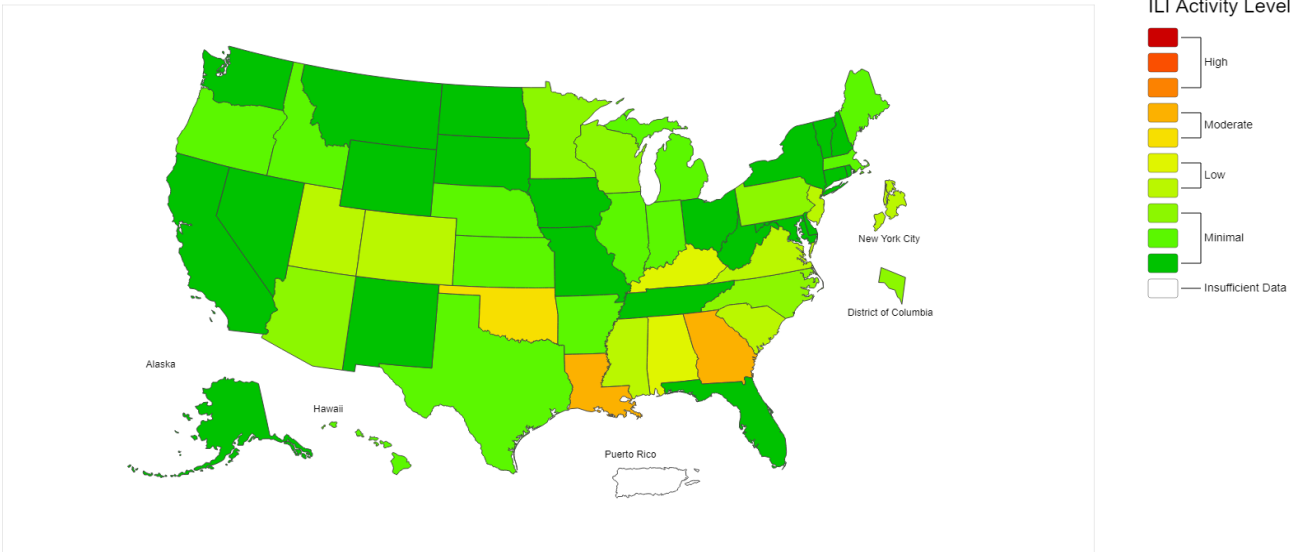 ILI Activity Level
High
Moderate
Low
Minimal
Insufficient Data
New York City
District of Columbia
Alaska
Hawaii
Puerto Rico